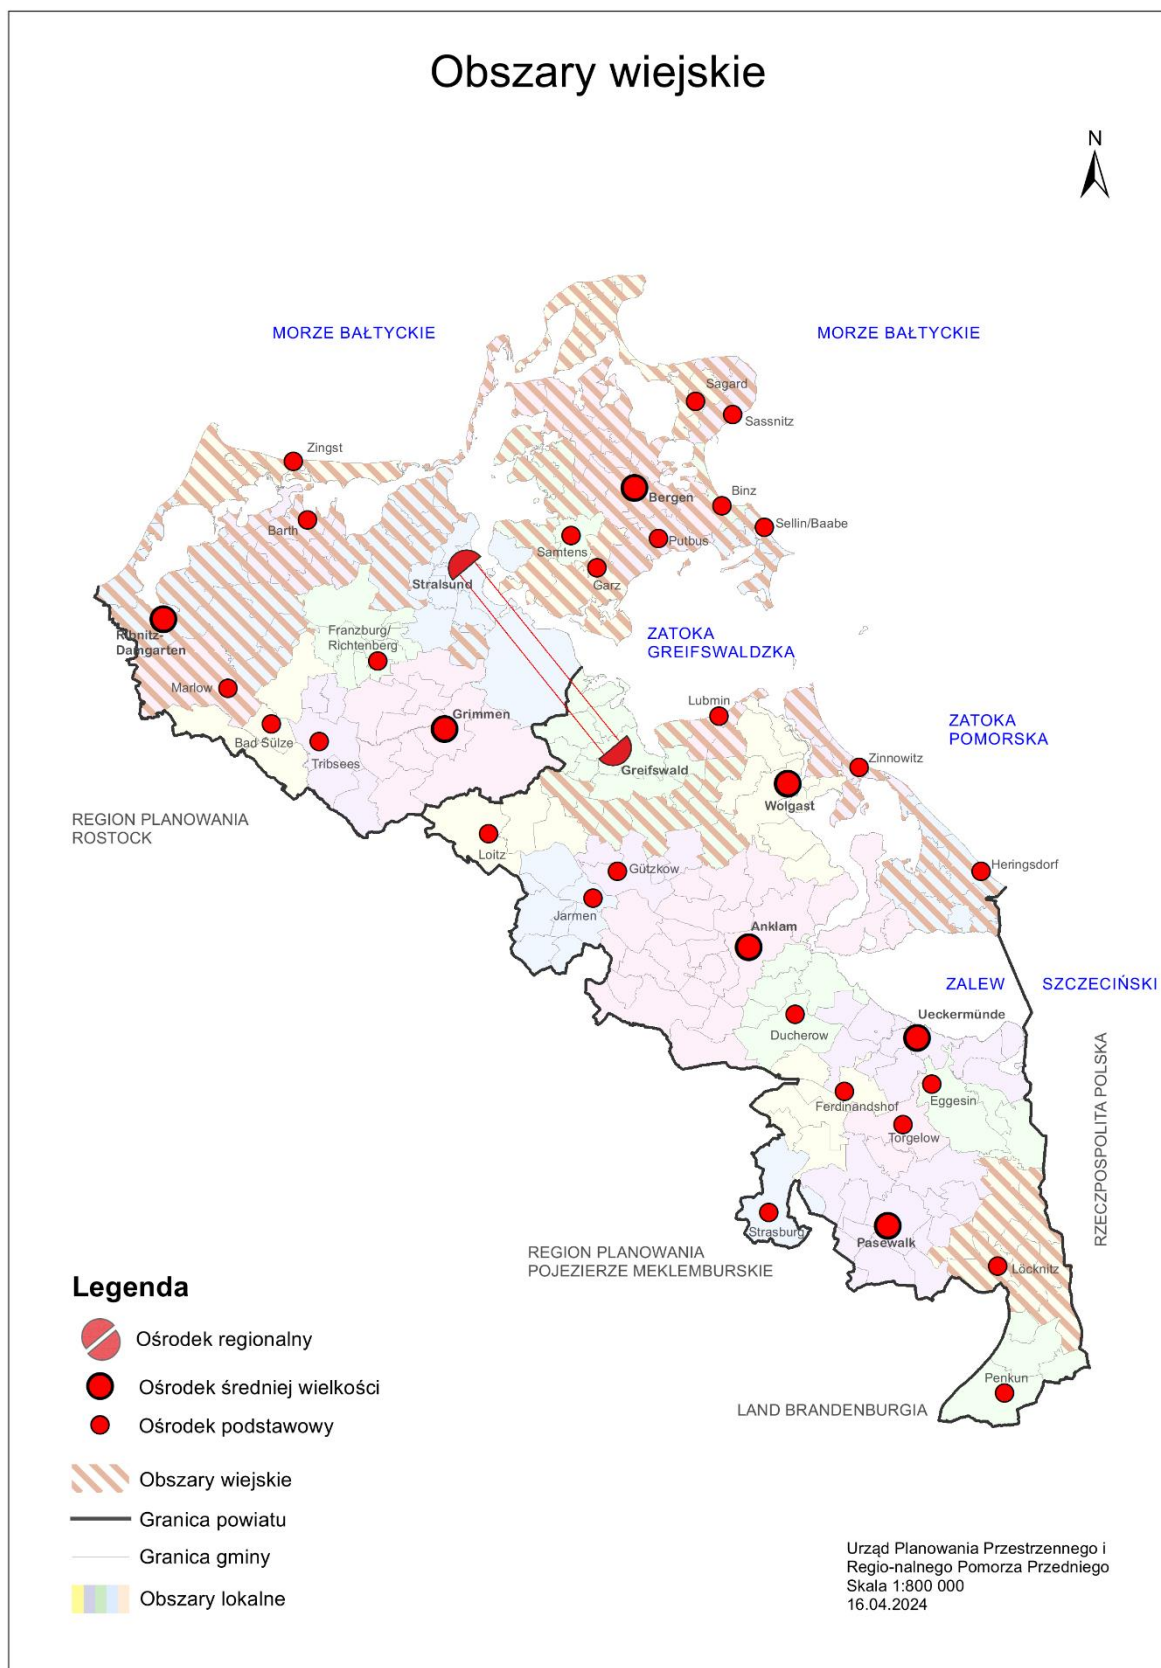 Obszary wiejskie
N
MORZE BAŁTYCKIE
MORZE BAŁTYCKIE
Sagard
Sassnitz
Zingst
Bergen
Binz
Barth
Sellin/Baabe
Putbus
Samtens
Garz
Stralsund
Ribnitz-
Damgarten
Franzburg/
Richtenberg
ZATOKA
GREIFSWALDZKA
Marlow
Lubmin
Grimmen
Bad Sülze
Tribsees
ZATOKA
POMORSKA
Greifswald
Zinnowitz
Wolgast
REGION PLANOWANIA
ROSTOCK
Loitz
Gützkow
Heringsdorf
Jarmen
Anklam
ZALEW
SZCZECIŃSKI
Ueckermünde
Ducherow
RZECZPOSPOLITA POLSKA
Ferdinandshof
Eggesin
Torgelow
Strasburg
Pasewalk
REGION PLANOWANIA
POJEZIERZE MEKLEMBURSKIE
Löcknitz
Penkun
LAND BRANDENBURGIA
Legenda
Ośrodek regionalny
Ośrodek średniej wielkości
Ośrodek podstawowy
Obszary wiejskie
Granica powiatu
Granica gminy
Obszary lokalne
Urząd Planowania Przestrzennego i
Regio-nalnego Pomorza Przedniego
Skala 1:800 000
16.04.2024